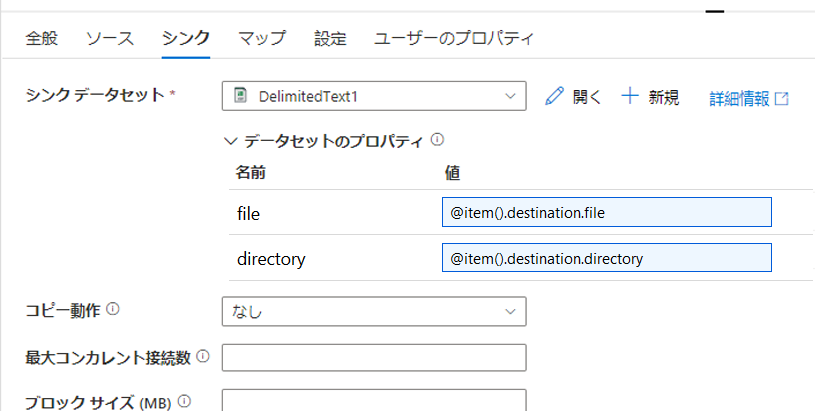 全般 ソース シンク マップ 設定 ユーザーのプロパティ
シンク データセット * DelimitedText1 開く 新規 詳細情報
データセットのプロパティ
名前 値
file @item().destination.file
directory @item().destination.directory
コピー動作 なし
最大コンカレント接続数
ブロック サイズ (MB)